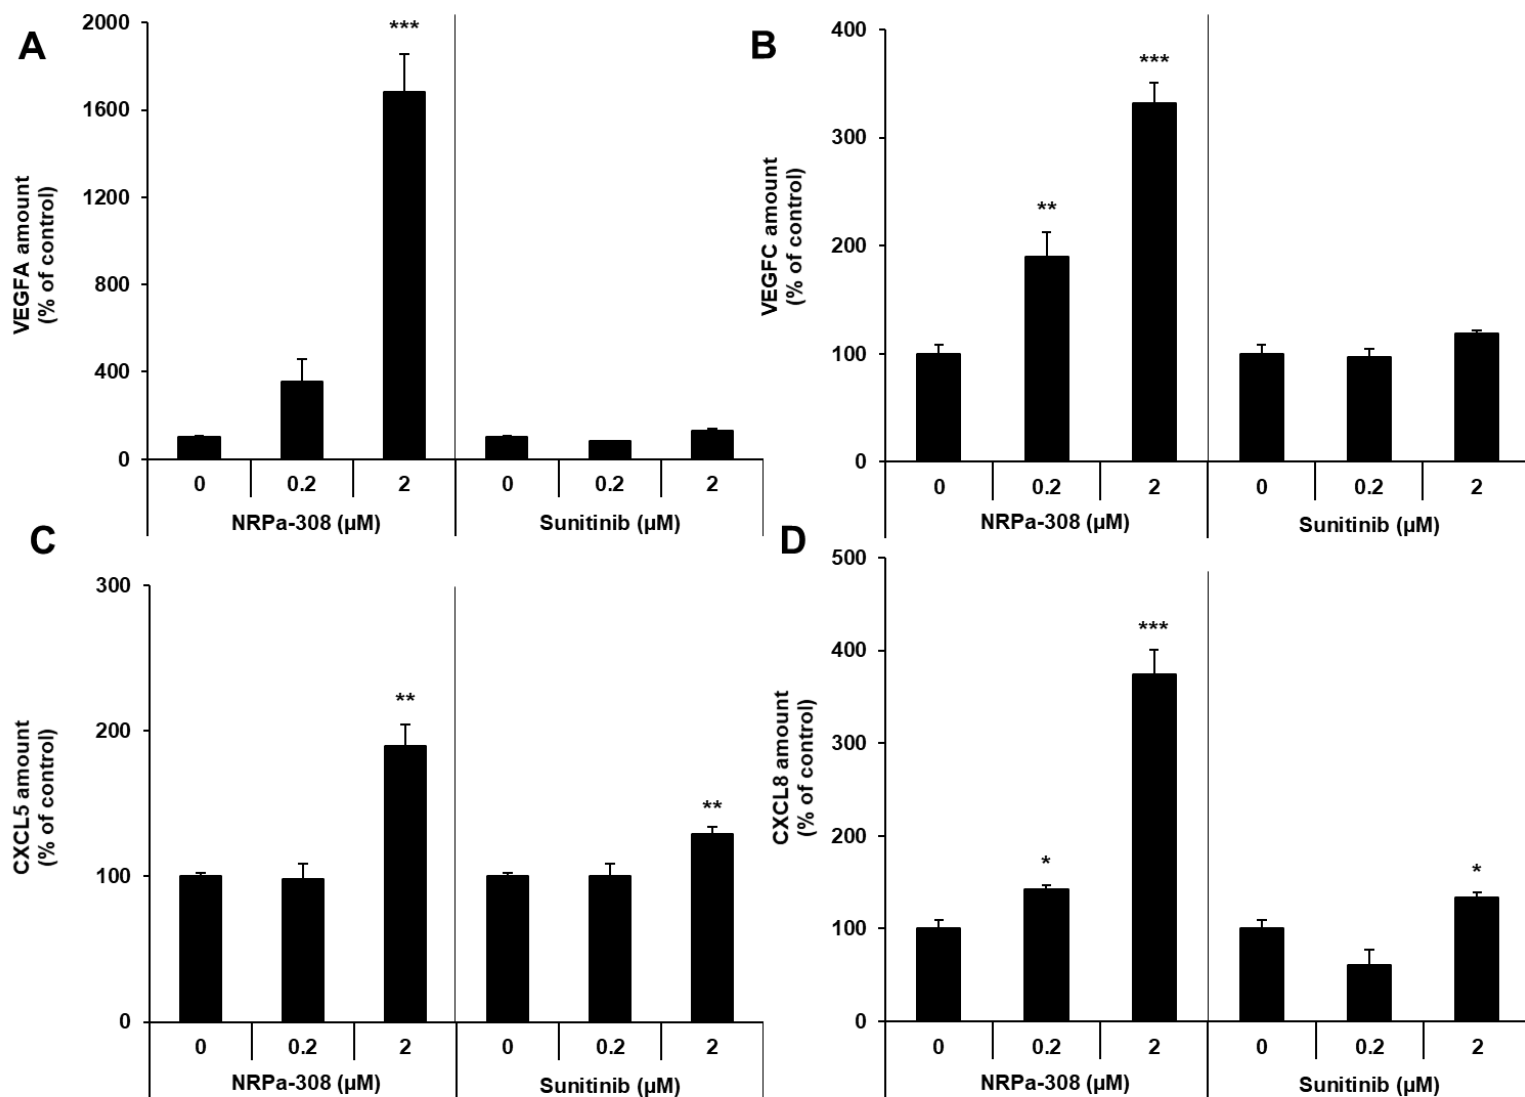 A
VEGFA amount
(% of control)
2000
1600
1200
800
400
0
***
0 0.2 2 0 0.2 2
NRPa-308 (µM) Sunitinib (µM)
B
VEGFC amount
(% of control)
400
300
200
100
0
**
***
0 0.2 2 0 0.2 2
NRPa-308 (µM) Sunitinib (µM)
C
CXCL5 amount
(% of control)
300
200
100
0
**
**
0 0.2 2 0 0.2 2
NRPa-308 (µM) Sunitinib (µM)
D
CXCL8 amount
(% of control)
500
400
300
200
100
0
*
***
*
0 0.2 2 0 0.2 2
NRPa-308 (µM) Sunitinib (µM)